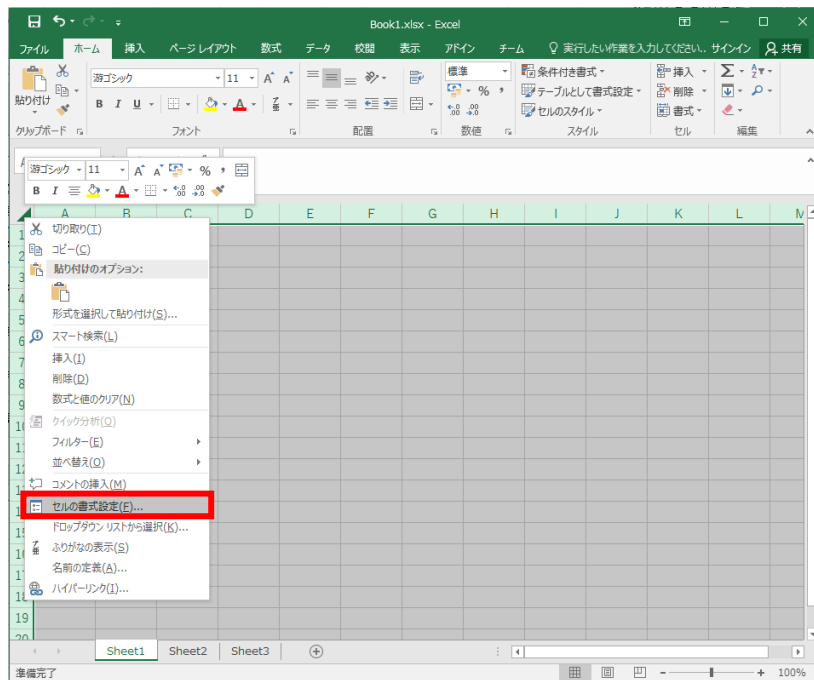 Book1.xlsx - Excel
ファイル ホーム 挿入 ページ レイアウト 数式 データ 校閲 表示 アドイン チーム 実行したい作業を入力してください.. サインイン 共有
貼り付け
游ゴシック 11 A A
B I U A
標準
% ,
条件付き書式
テーブルとして書式設定
セルのスタイル
挿入
削除
書式
Σ
クリップボード フォント 配置 数値 スタイル セル 編集
游ゴシック 11 A A % ,
B I A
A B C D E F G H I J K L M
切り取り(T)
コピー(C)
貼り付けのオプション:
形式を選択して貼り付け(S)...
スマート検索(L)
挿入(I)
削除(D)
数式と値のクリア(N)
クイック分析(Q)
フィルター(E)
並べ替え(O)
コメントの挿入(M)
セルの書式設定(F)...
ドロップダウン リストから選択(K)...
ふりがなの表示(S)
名前の定義(A)...
ハイパーリンク(I)...
1
2
3
4
5
6
7
8
9
19
20
Sheet1 Sheet2 Sheet3
準備完了 100%